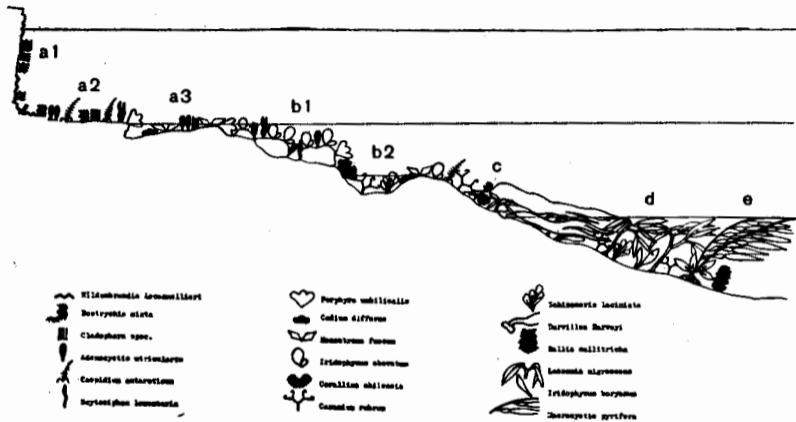 a1
a2
a3
b1
b2
c
d
e
Hildenbrandia Lecannellieri
Bostrychia mixta
Cladophora spec.
Adenocystis utricularis
Caepidium antarcticum
Scytosiphon lomentaria
Porphyra umbilicalis
Codium difforme
Monostroma fuscum
Iridophycus obovatum
Corallina chilensis
Ceramium rubrum
Schizoneris laciniata
Durvillea Harveyi
Ballia callitricha
Lessonia nigrescens
Iridophycus boryanum
Macrocystis pyrifera